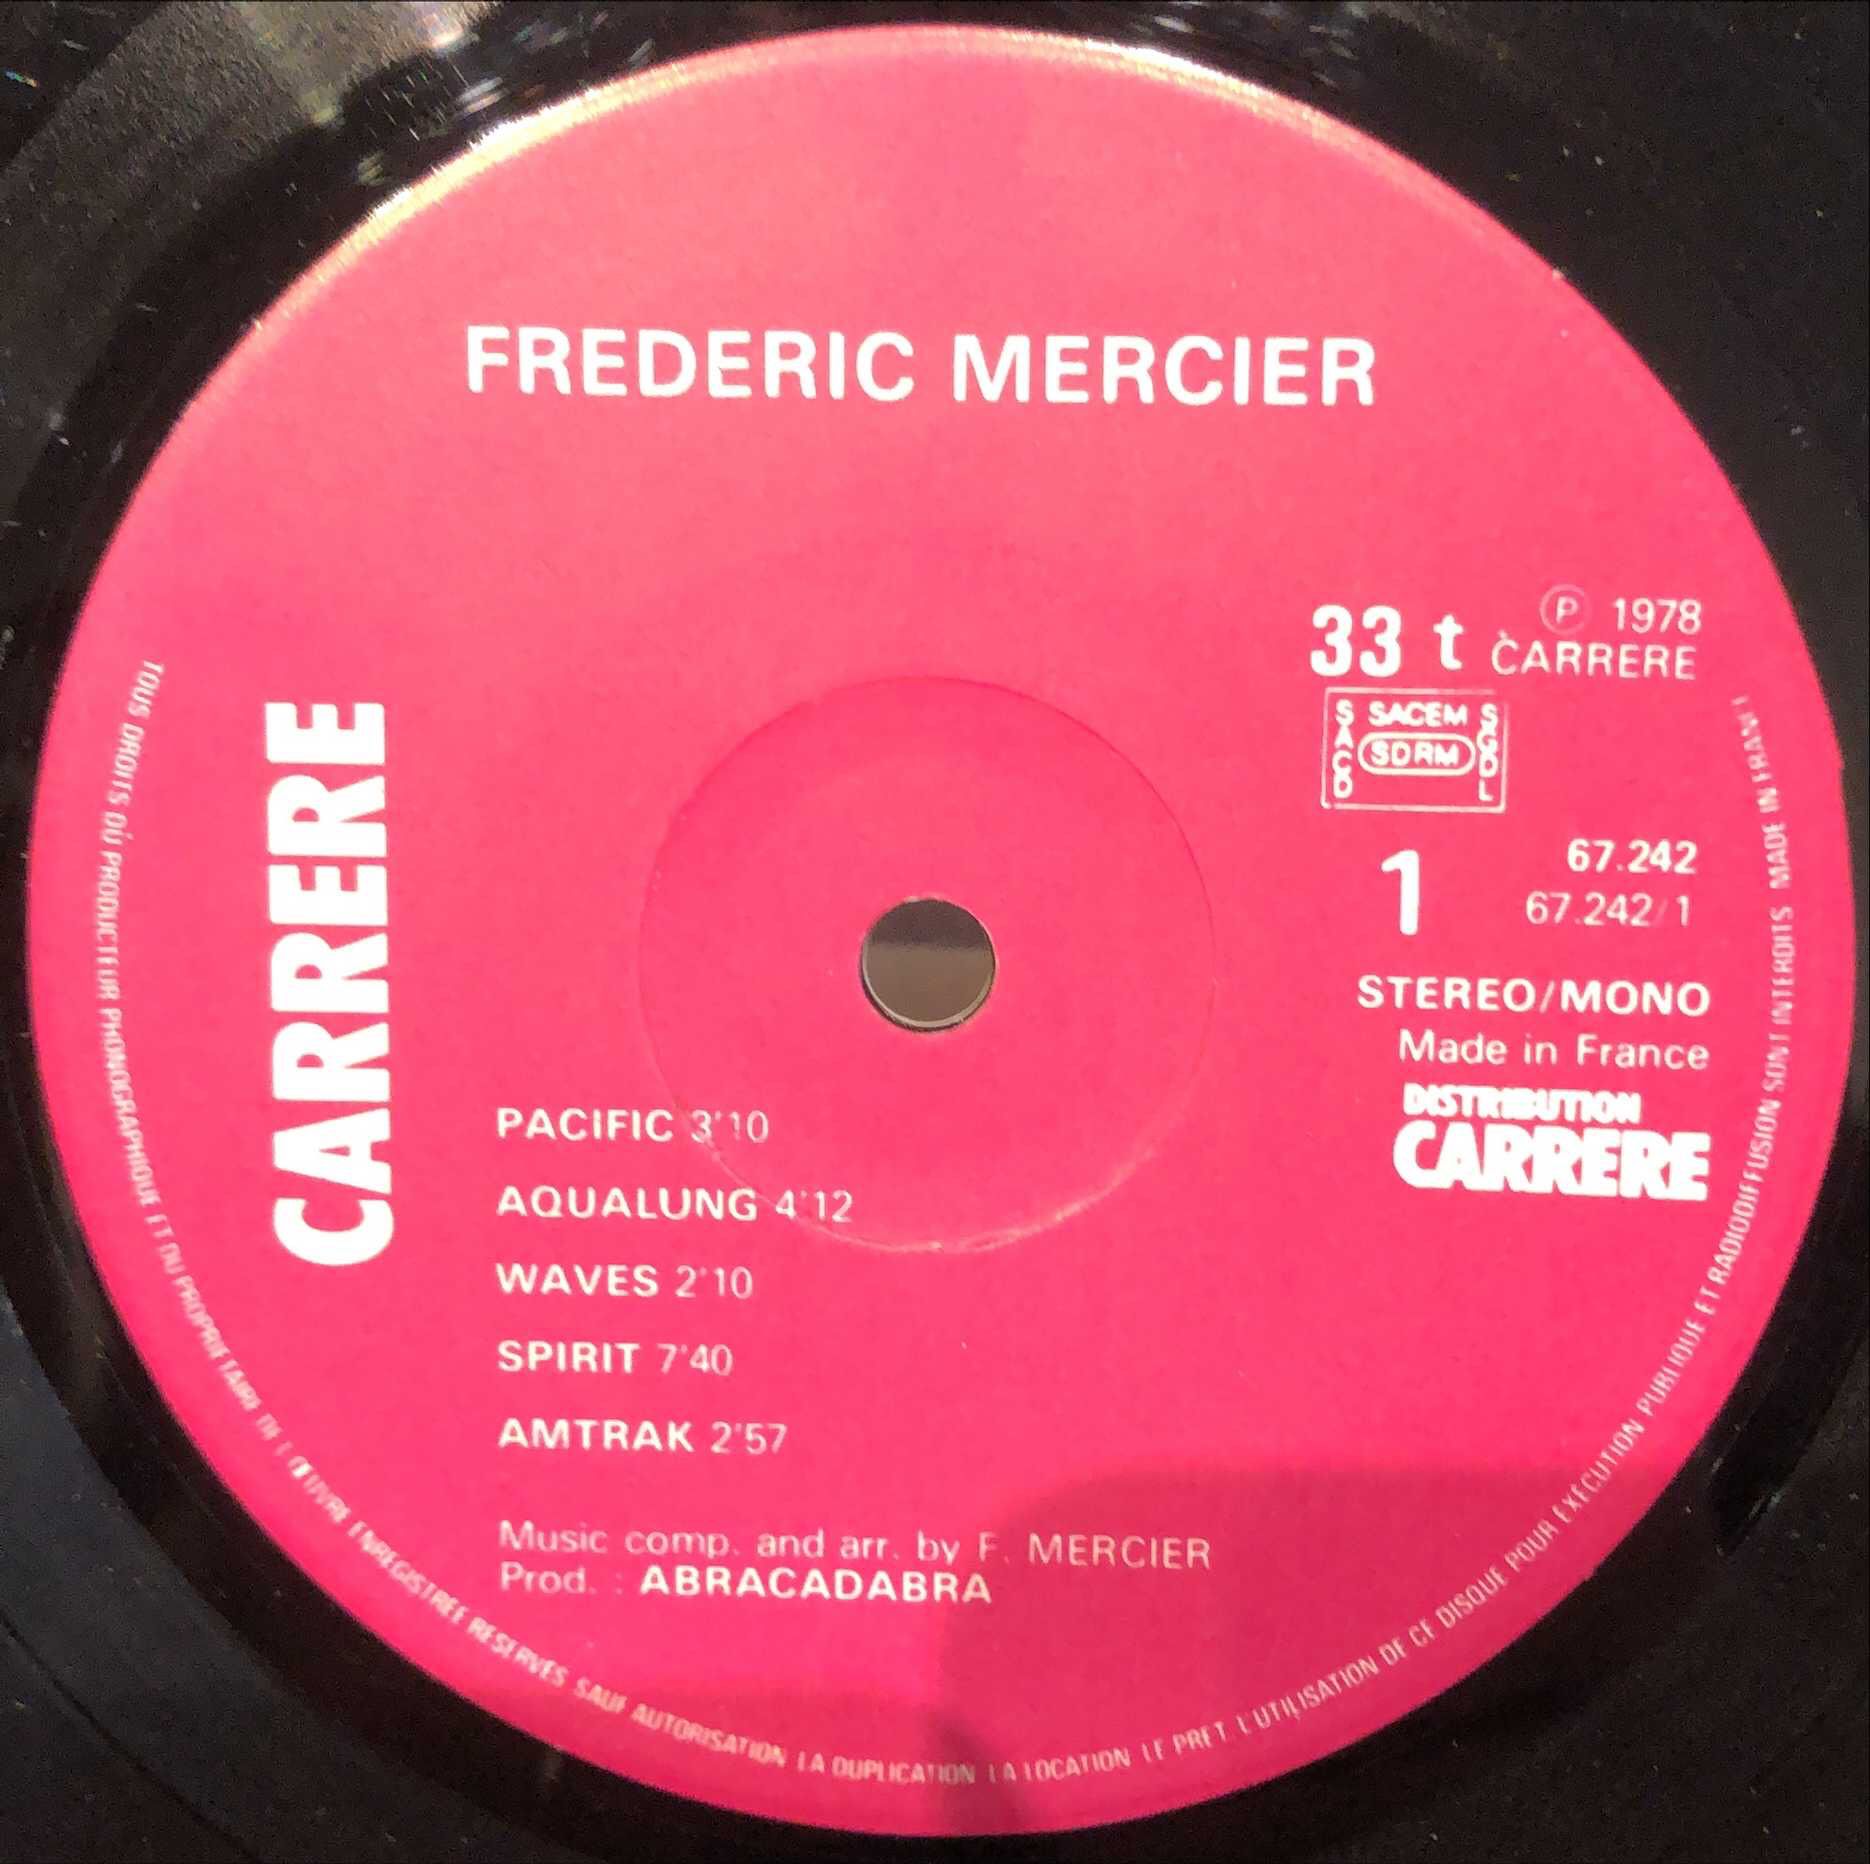 FREDERIC MERCIER
33 t
Ⓟ 1978
CARRERE
SACEM
SACD
SDRM
SGDL
1
67.242
67.242/1
STEREO/MONO
Made in France
DISTRIBUTION
CARRERE
CARRERE
PACIFIC 3'10
AQUALUNG 4'12
WAVES 2'10
SPIRIT 7'40
AMTRAK 2'57
Music comp. and arr. by F. MERCIER
Prod. : ABRACADABRA
TOUS DROITS DU PRODUCTEUR PHONOGRAPHIQUE ET DU PROPRIETAIRE DE L'ŒUVRE ENREGISTRÉE RESERVES SAUF AUTORISATION LA DUPLICATION LA LOCATION LE PRET L'UTILISATION DE CE DISQUE POUR EXÉCUTION PUBLIQUE ET RADIODIFFUSION SONT INTERDITS MADE IN FRANCE